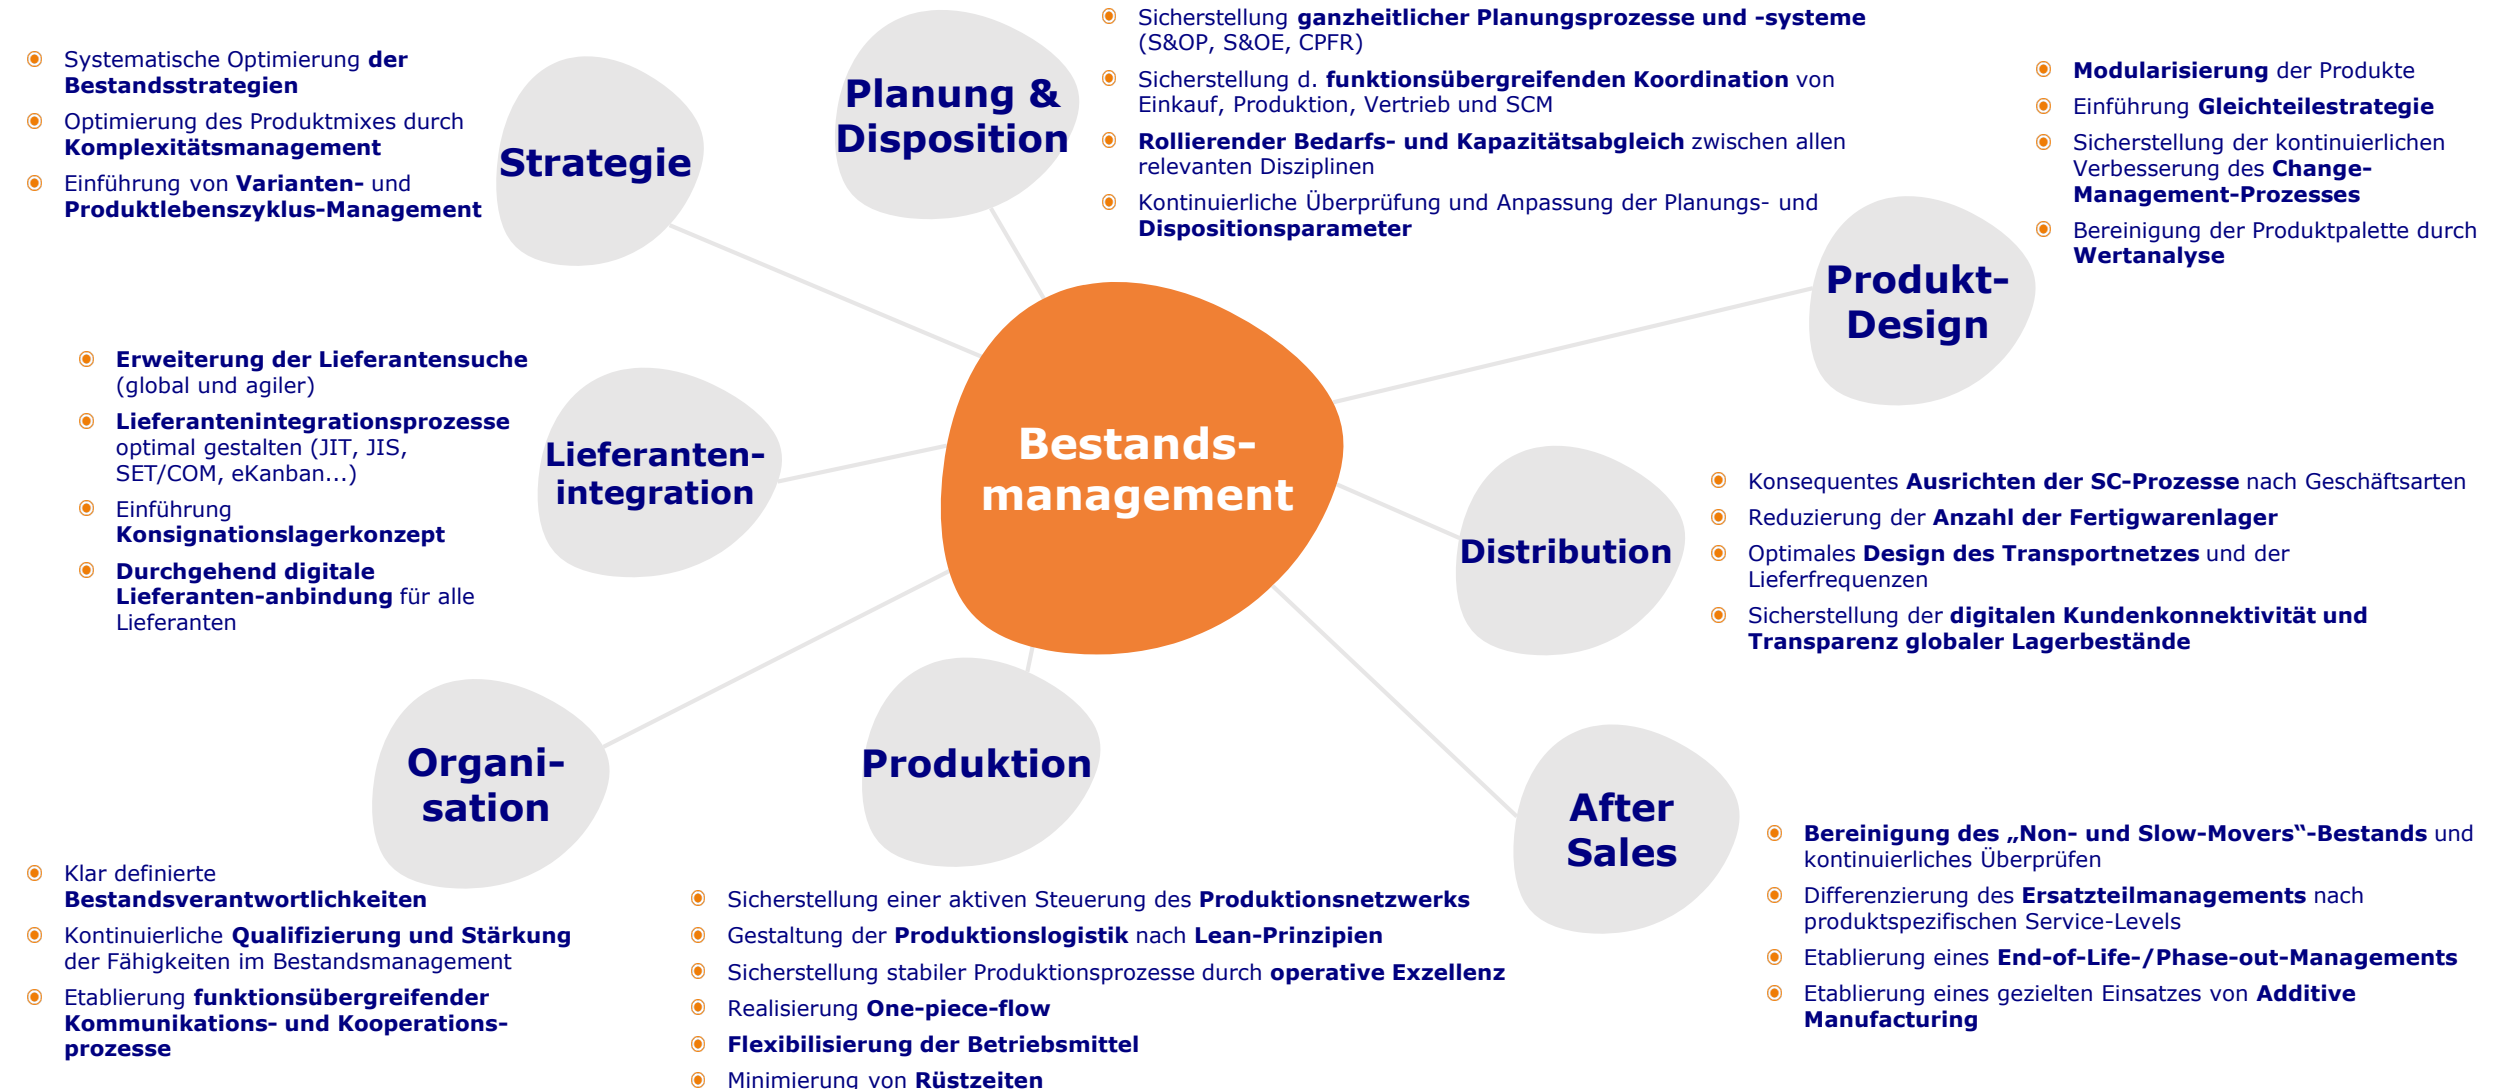 Systematische Optimierung der
Bestandsstrategien
Optimierung des Produktmixes durch
Komplexitätsmanagement
Einführung von Varianten- und
Produktlebenszyklus-Management
Strategie
Planung &
Disposition
Sicherstellung ganzheitlicher Planungsprozesse und -systeme
(S&OP, S&OE, CPFR)
Sicherstellung d. funktionsübergreifenden Koordination von
Einkauf, Produktion, Vertrieb und SCM
Rollierender Bedarfs- und Kapazitätsabgleich zwischen allen
relevanten Disziplinen
Kontinuierliche Überprüfung und Anpassung der Planungs- und
Dispositionsparameter
Modularisierung der Produkte
Einführung Gleichteilestrategie
Sicherstellung der kontinuierlichen
Verbesserung des Change-
Management-Prozesses
Bereinigung der Produktpalette durch
Wertanalyse
Produkt-
Design
Erweiterung der Lieferantensuche
(global und agiler)
Lieferantenintegrationsprozesse
optimal gestalten (JIT, JIS,
SET/COM, eKanban...)
Einführung
Konsignationslagerkonzept
Durchgehend digitale
Lieferanten-anbindung für alle
Lieferanten
Lieferanten-
integration
Bestands-
management
Distribution
Konsequentes Ausrichten der SC-Prozesse nach Geschäftsarten
Reduzierung der Anzahl der Fertigwarenlager
Optimales Design des Transportnetzes und der
Lieferfrequenzen
Sicherstellung der digitalen Kundenkonnektivität und
Transparenz globaler Lagerbestände
Organi-
sation
Klar definierte
Bestandsverantwortlichkeiten
Kontinuierliche Qualifizierung und Stärkung
der Fähigkeiten im Bestandsmanagement
Etablierung funktionsübergreifender
Kommunikations- und Kooperations-
prozesse
Produktion
Sicherstellung einer aktiven Steuerung des Produktionsnetzwerks
Gestaltung der Produktionslogistik nach Lean-Prinzipien
Sicherstellung stabiler Produktionsprozesse durch operative Exzellenz
Realisierung One-piece-flow
Flexibilisierung der Betriebsmittel
Minimierung von Rüstzeiten
After
Sales
Bereinigung des „Non- und Slow-Movers“-Bestands und
kontinuierliches Überprüfen
Differenzierung des Ersatzteilmanagements nach
produktspezifischen Service-Levels
Etablierung eines End-of-Life-/Phase-out-Managements
Etablierung eines gezielten Einsatzes von Additive
Manufacturing